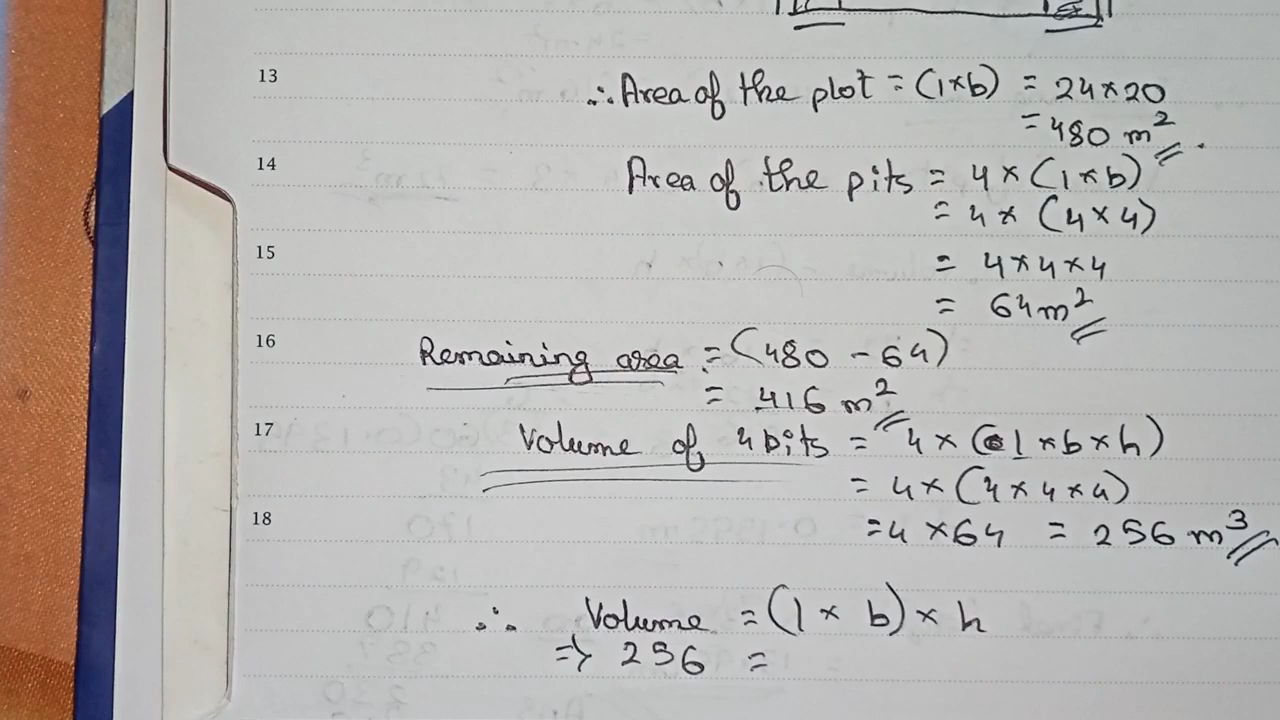 13
∴ Area of the plot = (l×b) = 24×20
= 480 m²
14
Area of the pits = 4 × (l × b)
= 4 × (4 × 4)
15
= 4 × 4 × 4
= 64 m²
16
Remaining area = (480 - 64)
= 416 m²
17
Volume of 4 pits = 4 × (l × b × h)
= 4 × (4 × 4 × 4)
18
= 4 × 64 = 256 m³
∴ Volume = (l × b) × h
⇒ 256 =